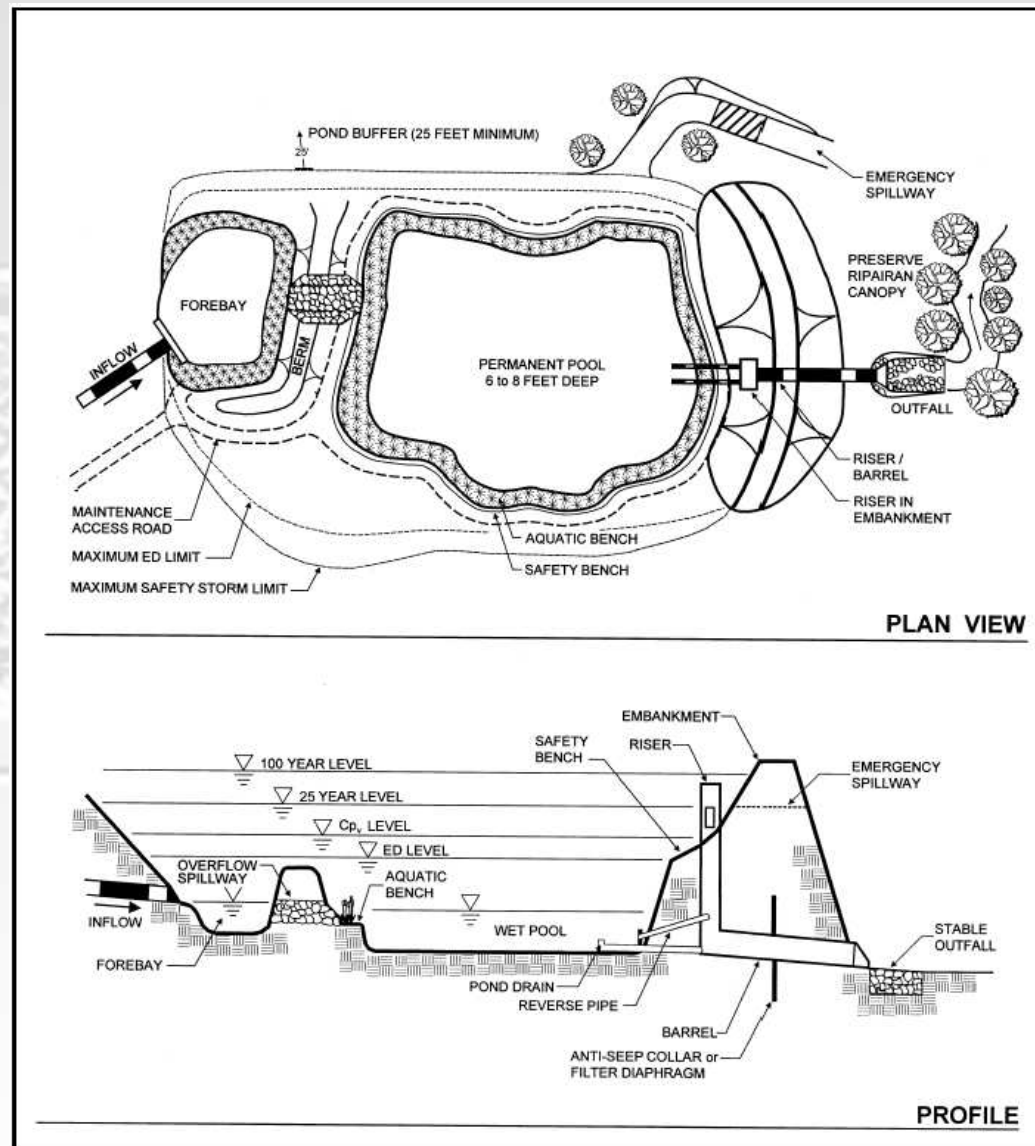 POND BUFFER (25 FEET MINIMUM)
25'
EMERGENCY
SPILLWAY
PRESERVE
RIPAIRAN
CANOPY
FOREBAY
INFLOW
BERM
PERMANENT POOL
6 to 8 FEET DEEP
OUTFALL
RISER /
BARREL
RISER IN
EMBANKMENT
MAINTENANCE
ACCESS ROAD
AQUATIC BENCH
MAXIMUM ED LIMIT
SAFETY BENCH
MAXIMUM SAFETY STORM LIMIT
PLAN VIEW
EMBANKMENT
SAFETY
BENCH
RISER
100 YEAR LEVEL
EMERGENCY
SPILLWAY
25 YEAR LEVEL
Cpv LEVEL
ED LEVEL
OVERFLOW
SPILLWAY
AQUATIC
BENCH
INFLOW
WET POOL
STABLE
OUTFALL
FOREBAY
POND DRAIN
REVERSE PIPE
BARREL
ANTI-SEEP COLLAR or
FILTER DIAPHRAGM
PROFILE